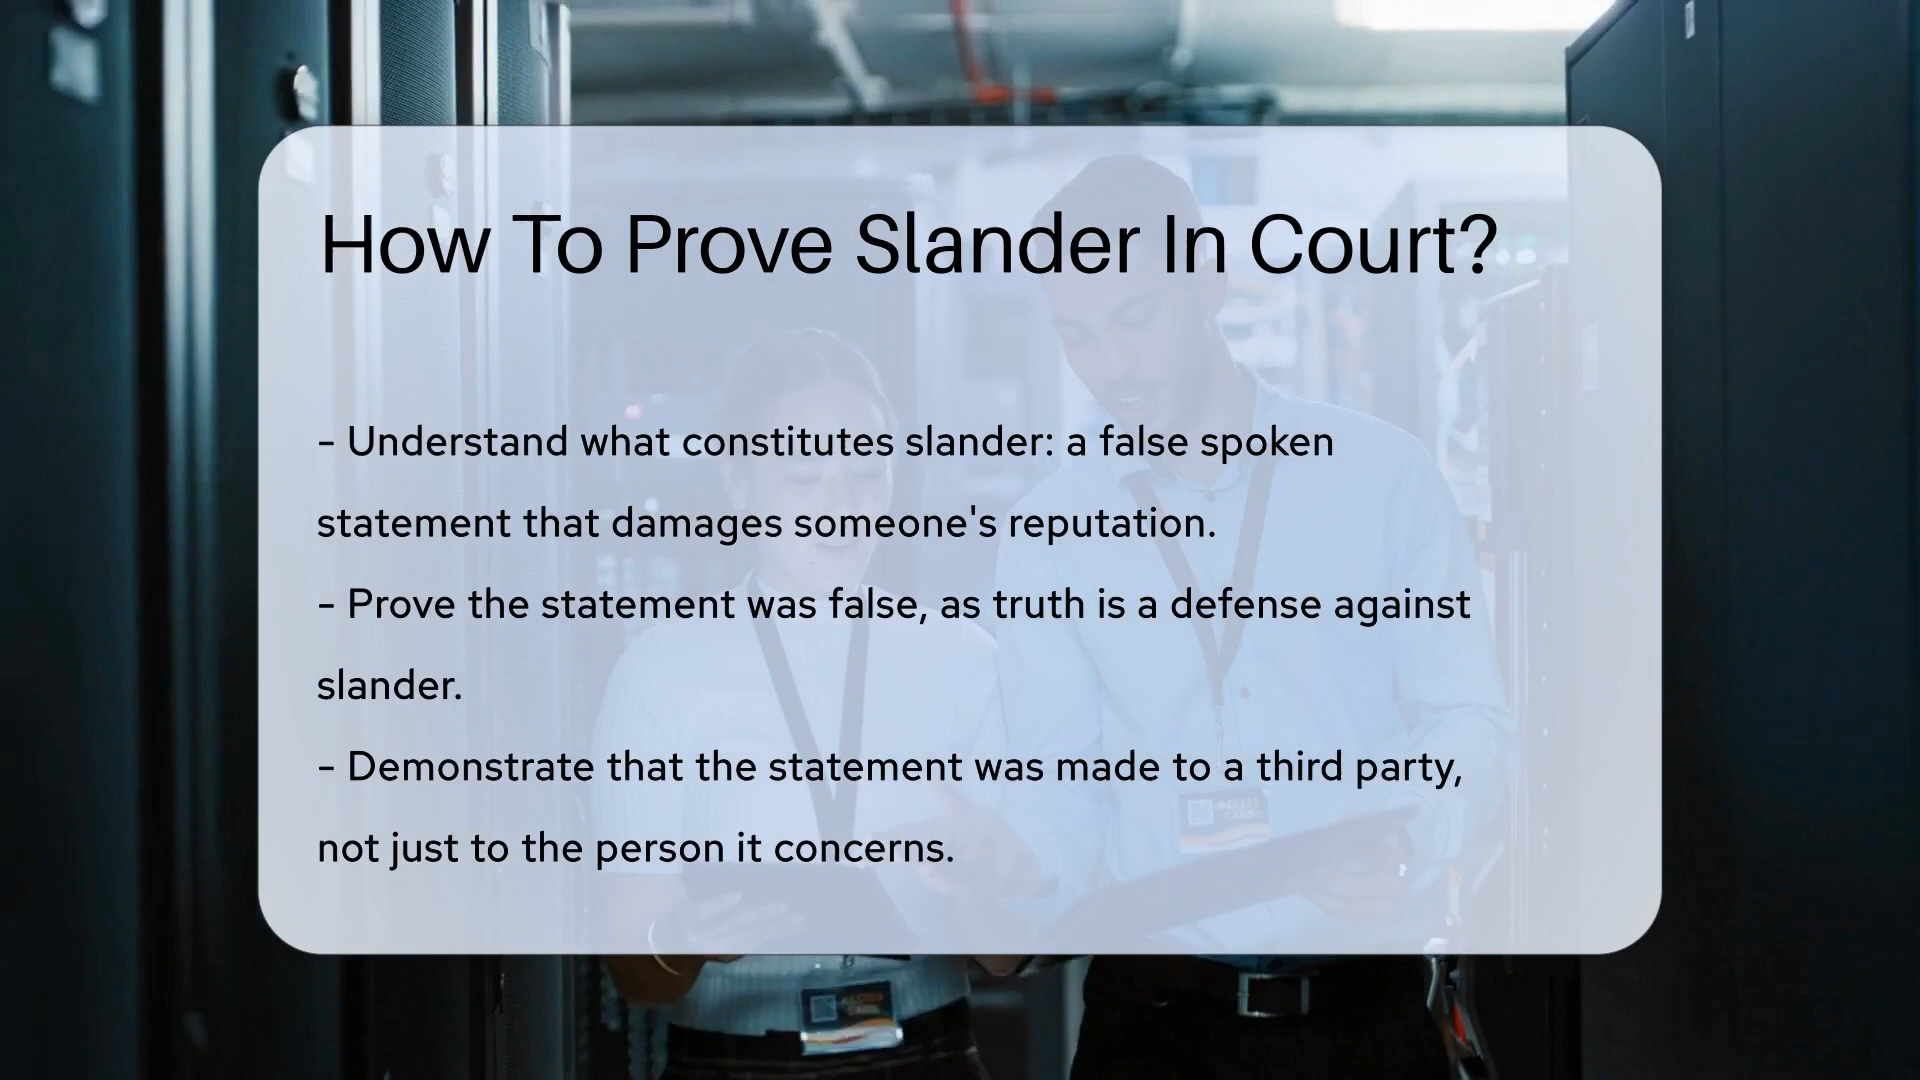 How To Prove Slander In Court?
- Understand what constitutes slander: a false spoken
statement that damages someone's reputation.
- Prove the statement was false, as truth is a defense against
slander.
- Demonstrate that the statement was made to a third party,
not just to the person it concerns.
ACCESS
CARD